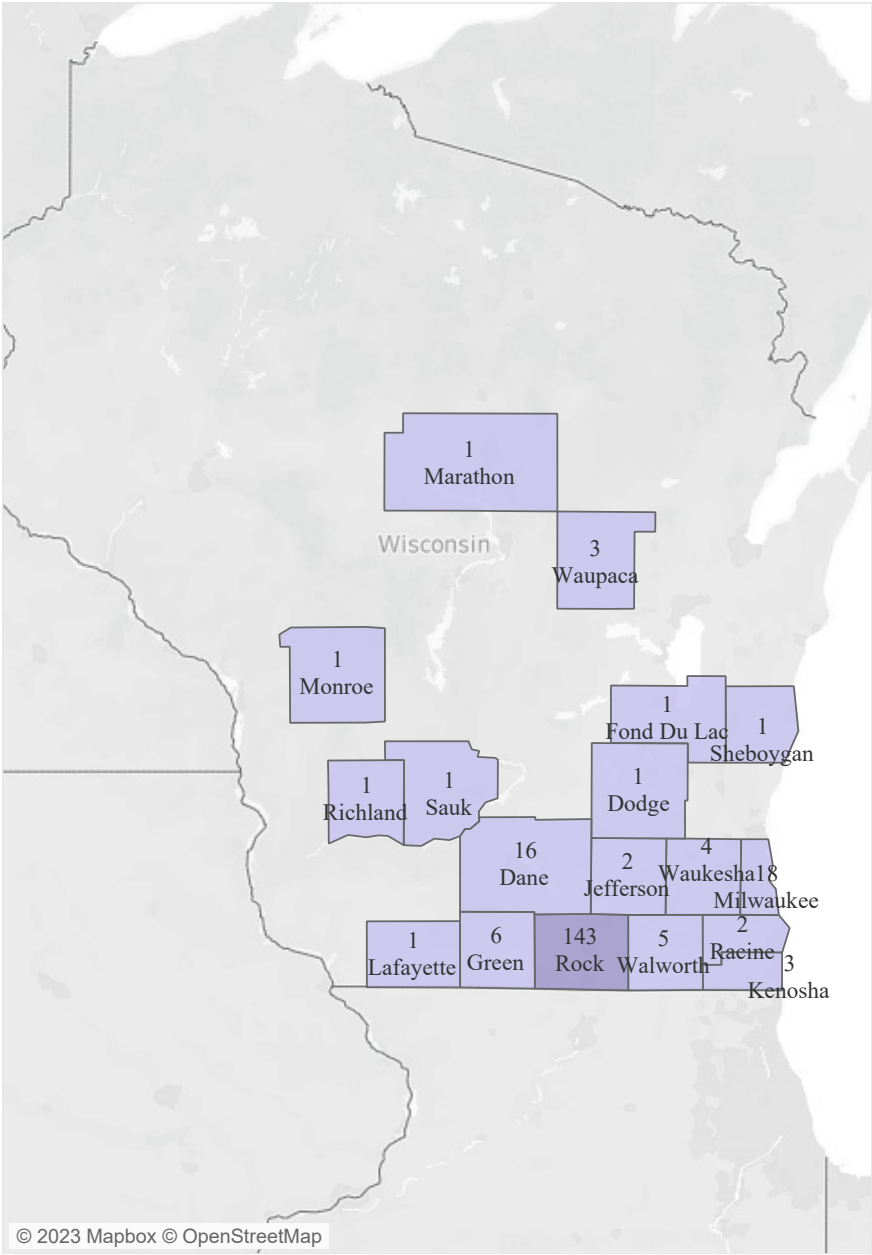 1
Marathon
Wisconsin
3
Waupaca
1
Monroe
1
Fond Du Lac
1
Sheboygan
1
Richland
1
Sauk
1
Dodge
16
Dane
2
Jefferson
4
Waukesha
18
Milwaukee
1
Lafayette
6
Green
143
Rock
5
Walworth
2
Racine
3
Kenosha
© 2023 Mapbox © OpenStreetMap